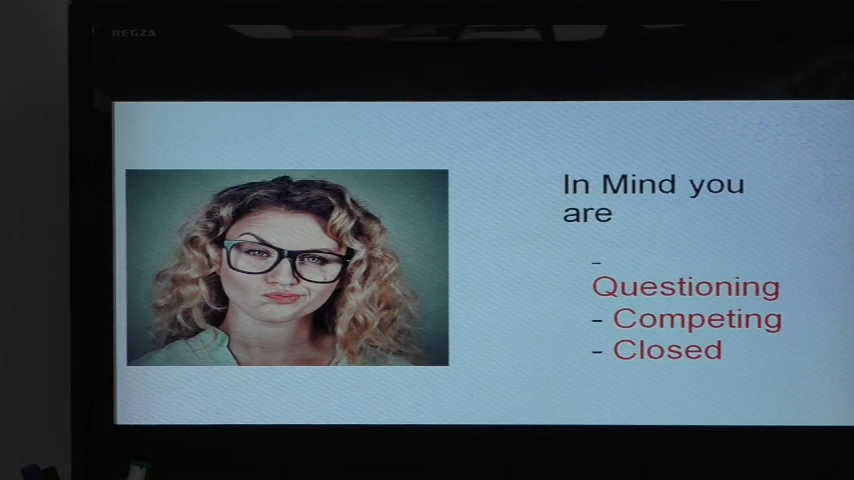 REGZA
In Mind you
are
-
Questioning
- Competing
- Closed